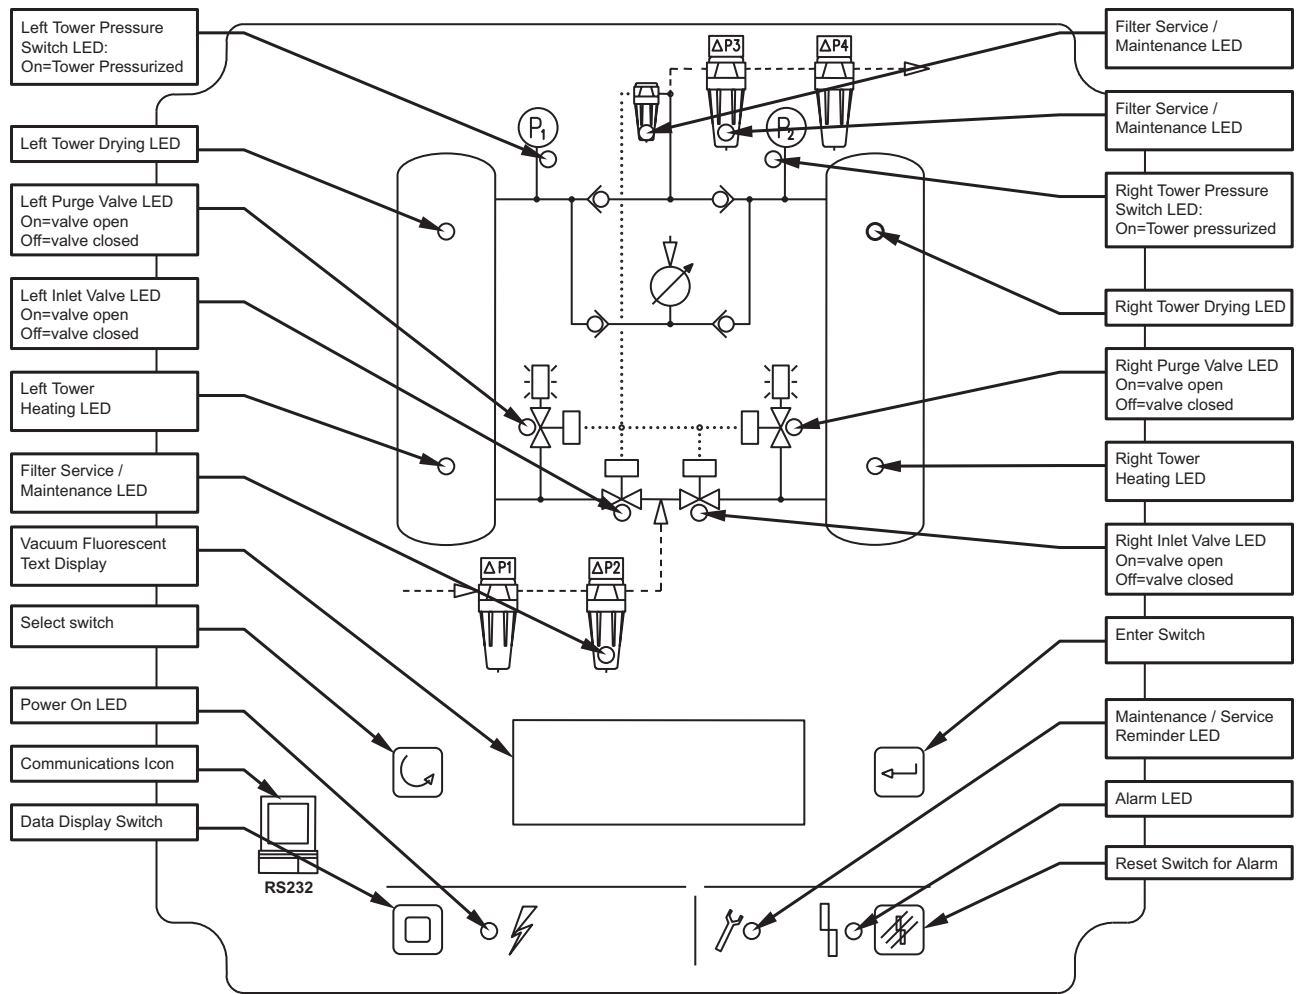 Left Tower Pressure
Switch LED:
On=Tower Pressurized
Left Tower Drying LED
Left Purge Valve LED
On=valve open
Off=valve closed
Left Inlet Valve LED
On=valve open
Off=valve closed
Left Tower
Heating LED
Filter Service /
Maintenance LED
Vacuum Fluorescent
Text Display
Select switch
Power On LED
Communications Icon
Data Display Switch
RS232
P1
P2
ΔP3
ΔP4
ΔP1
ΔP2
Filter Service /
Maintenance LED
Filter Service /
Maintenance LED
Right Tower Pressure
Switch LED:
On=Tower pressurized
Right Tower Drying LED
Right Purge Valve LED
On=valve open
Off=valve closed
Right Tower
Heating LED
Right Inlet Valve LED
On=valve open
Off=valve closed
Enter Switch
Maintenance / Service
Reminder LED
Alarm LED
Reset Switch for Alarm